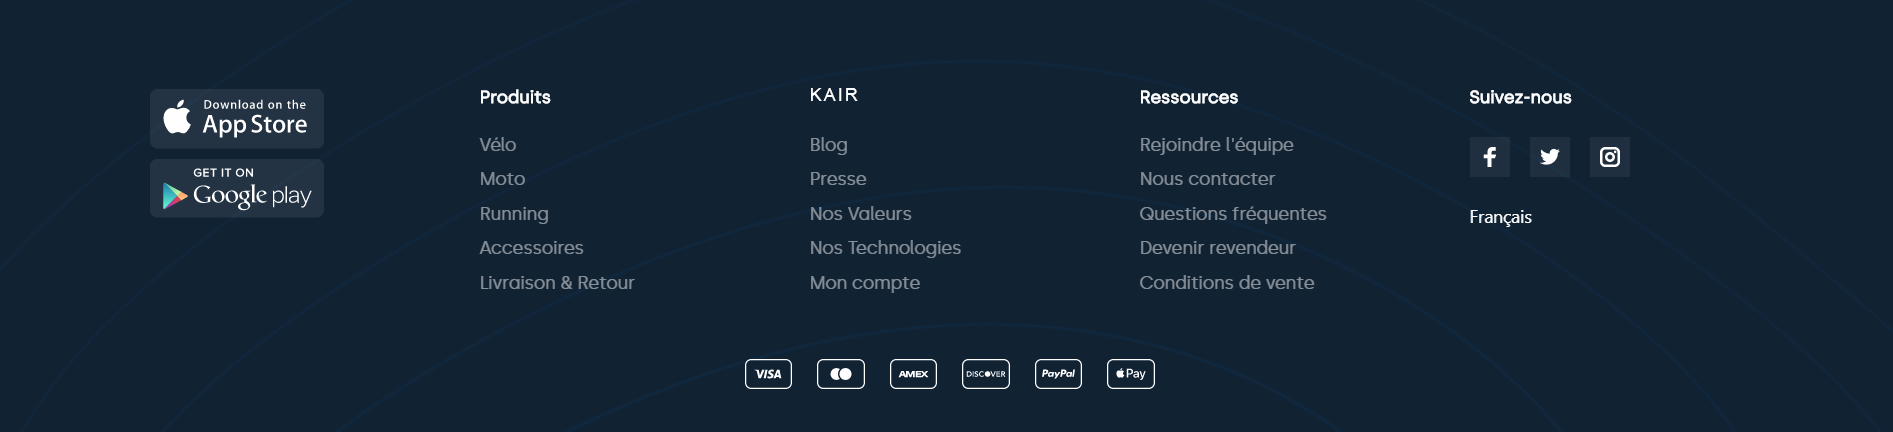 Download on the
App Store
GET IT ON
Google play
Produits
Vélo
Moto
Running
Accessoires
Livraison & Retour
KAIR
Blog
Presse
Nos Valeurs
Nos Technologies
Mon compte
Ressources
Rejoindre l'équipe
Nous contacter
Questions fréquentes
Devenir revendeur
Conditions de vente
Suivez-nous
Français
VISA
AMEX
DISCOVER
PayPal
Pay